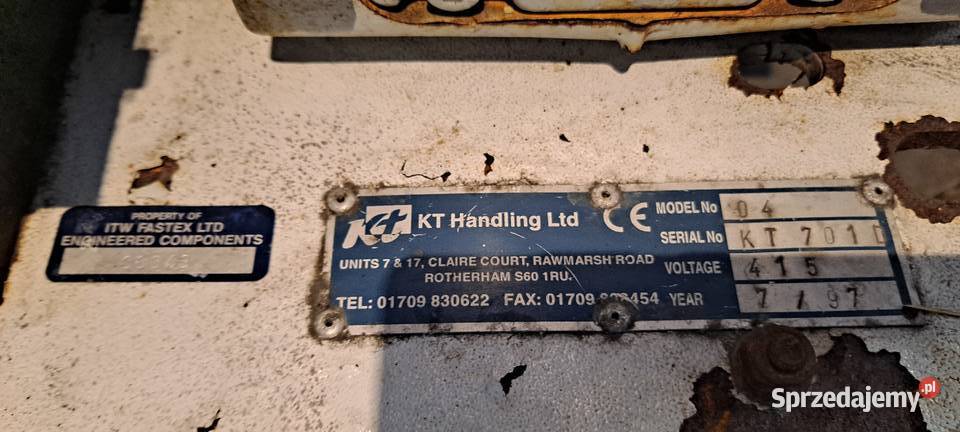 PROPERTY OF
ITW FASTEX LTD
ENGINEERED COMPONENTS
kt KT Handling Ltd CE
UNITS 7 & 17, CLAIRE COURT, RAWMARSH ROAD
ROTHERHAM S60 1RU.
TEL: 01709 830622 FAX: 01709
MODEL No 04
SERIAL No KT 701D
VOLTAGE 415
YEAR 7/97
Sprzedajemy.pl